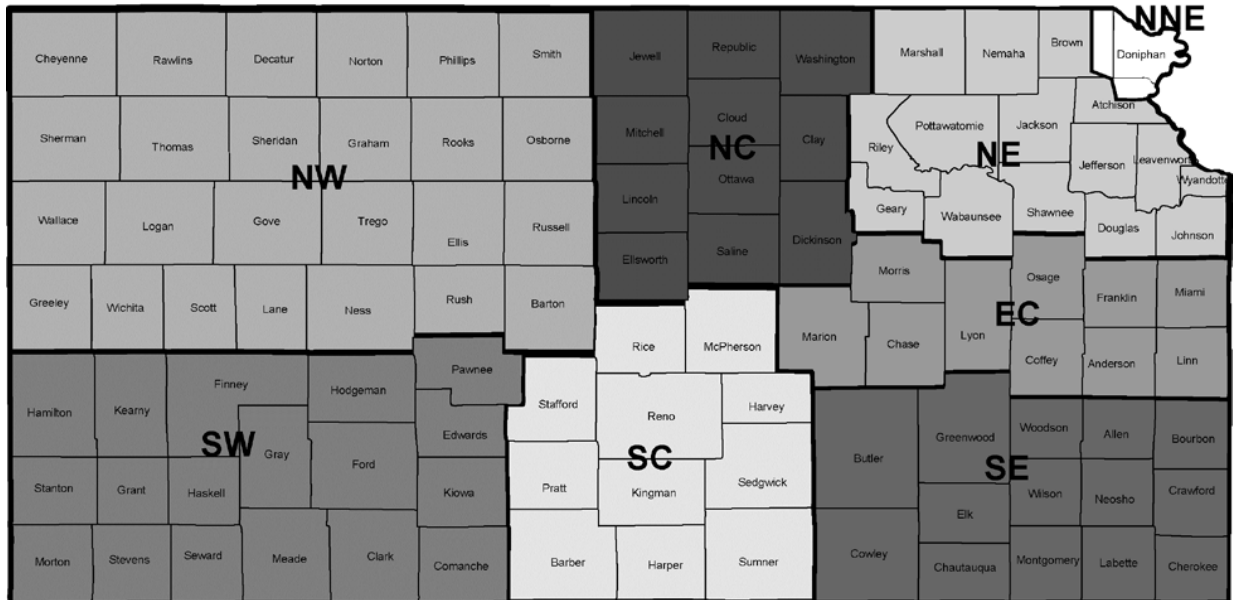 NNE
Cheyenne Rawlins Decatur Norton Phillips Smith Jewell Republic Washington Marshall Nemaha Brown Doniphan
Atchison
Sherman Thomas Sheridan Graham Rooks Osborne Mitchell Cloud Clay Riley Pottawatomie Jackson
NW NC NE
Jefferson Leavenwor
Wyandotte
Wallace Logan Gove Trego Ellis Russell Lincoln Ottawa Geary Wabaunsee Shawnee Douglas Johnson
Ellsworth Saline Dickinson Morris Osage
Greeley Wichita Scott Lane Ness Rush Barton Franklin Miami
EC
Rice McPherson Marion Chase Lyon Coffey Anderson Linn
Finney Hodgeman Pawnee
Hamilton Kearny Stafford Reno Harvey
SW SC SE
Gray Ford Edwards Butler Greenwood Woodson Allen Bourbon
Stanton Grant Haskell Kiowa Pratt Kingman Sedgwick Elk Wilson Neosho Crawford
Morton Stevens Seward Meade Clark Comanche Barber Harper Sumner Cowley Chautauqua Montgomery Labette Cherokee